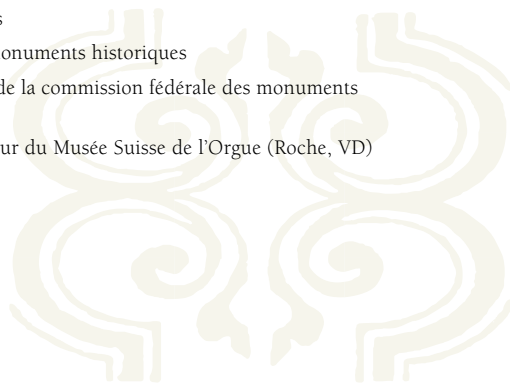 s
onuments historiques
de la commission fédérale des monuments
ur du Musée Suisse de l'Orgue (Roche, VD)